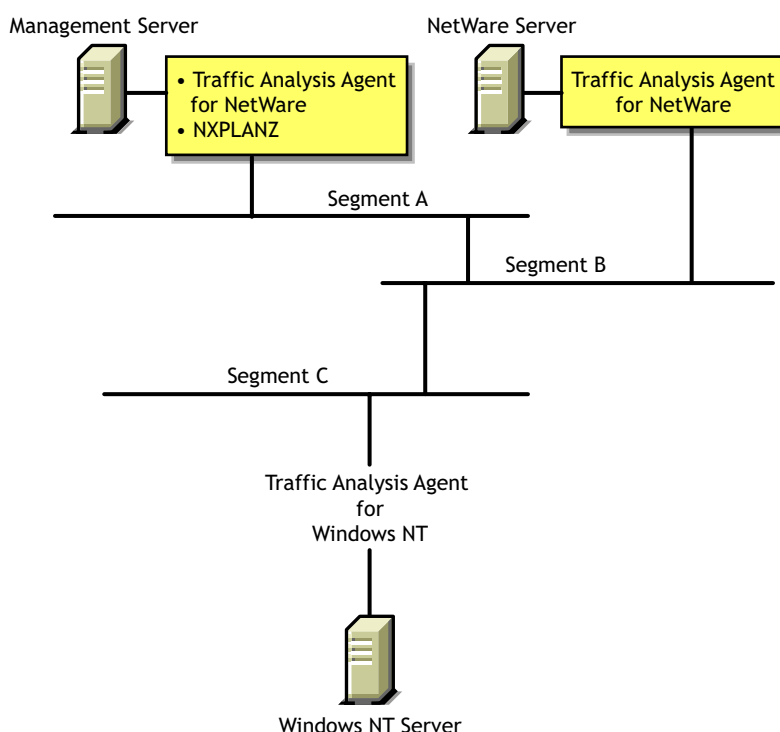 Management Server
NetWare Server
• Traffic Analysis Agent
for NetWare
• NXPLANZ
Traffic Analysis Agent
for NetWare
Segment A
Segment B
Segment C
Traffic Analysis Agent
for
Windows NT
Windows NT Server